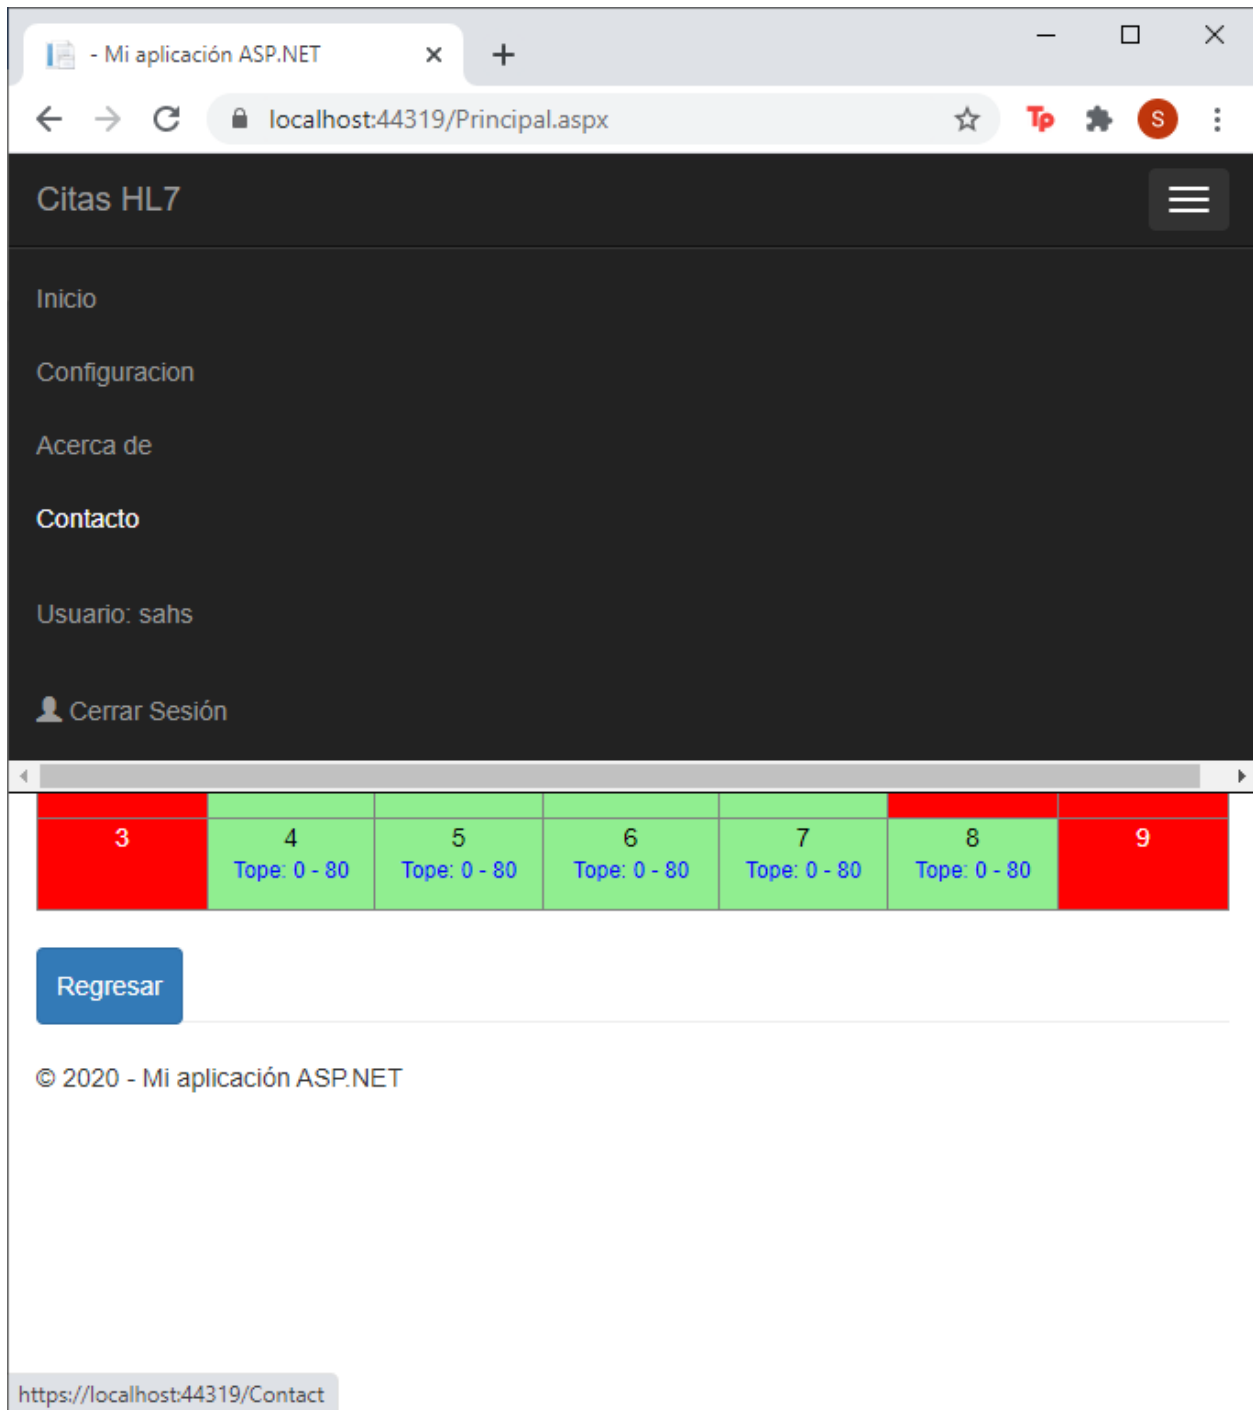 - Mi aplicación ASP.NET
localhost:44319/Principal.aspx
Tp
S
Citas HL7
Inicio
Configuracion
Acerca de
Contacto
Usuario: sahs
Cerrar Sesión
3 4 5 6 7 8 9
Tope: 0 - 80 Tope: 0 - 80 Tope: 0 - 80 Tope: 0 - 80 Tope: 0 - 80
Regresar
© 2020 - Mi aplicación ASP.NET
https://localhost:44319/Contact